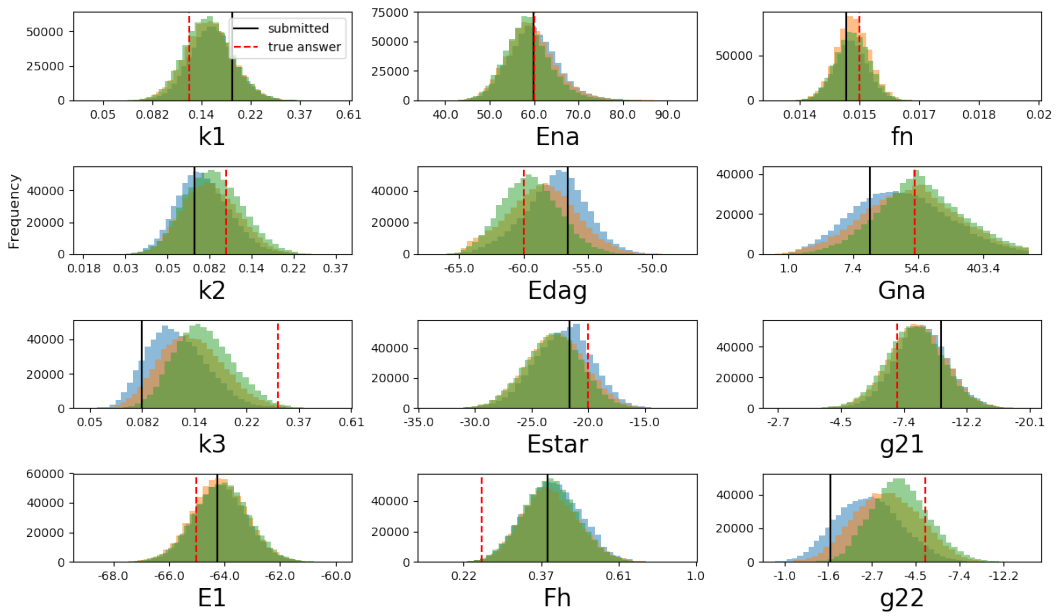 submitted
true answer
50000
25000
0
0.05 0.082 0.14 0.22 0.37 0.61
k1
75000
50000
25000
0
50.0 60.0 70.0 80.0 90.0
Ena
50000
0
0.014 0.015 0.017 0.018 0.02
fn
Frequency
40000
20000
0
0.018 0.03 0.05 0.082 0.14 0.22 0.37
k2
40000
20000
0
-65.0 -60.0 -55.0 -50.0
Edag
40000
20000
0
1.0 7.4 54.6 403.4
Gna
40000
20000
0
0.05 0.082 0.14 0.22 0.37 0.61
k3
40000
20000
0
-35.0 -30.0 -25.0 -20.0 -15.0
Estar
40000
20000
0
-2.7 -4.5 -7.4 -12.2 -20.1
g21
60000
40000
20000
0
-68.0 -66.0 -64.0 -62.0 -60.0
E1
40000
20000
0
0.22 0.37 0.61 1.0
Fh
40000
20000
0
-1.0 -1.6 -2.7 -4.5 -7.4 -12.2
g22